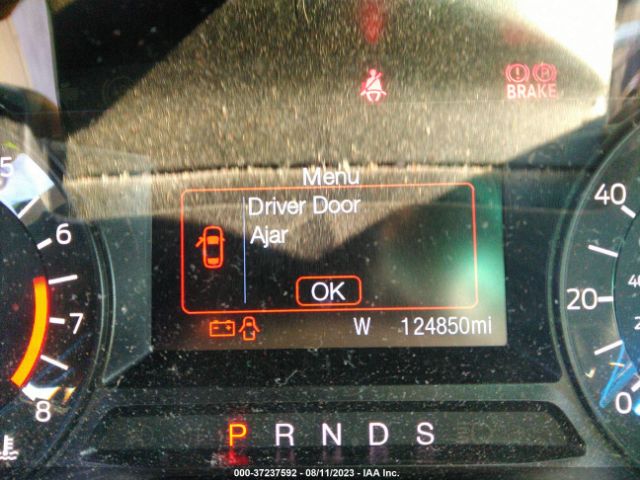 BRAKE
Menu
Driver Door
Ajar
OK
W 124850mi
5
6
7
8
40
20
0
P R N D S
000-37237592 - 08/11/2023 - IAA Inc.